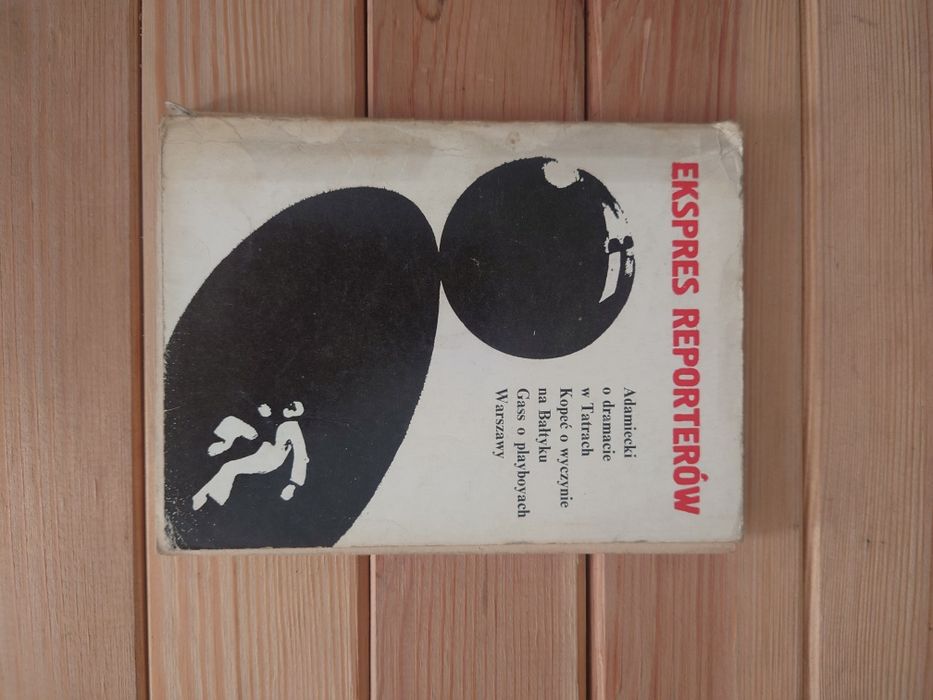 EKSPRES REPORTERÓW
Adamiecki
o dramacie
w Tatrach
Kopeć o wyczynie
na Bałtyku
Gass o playboyach
Warszawy